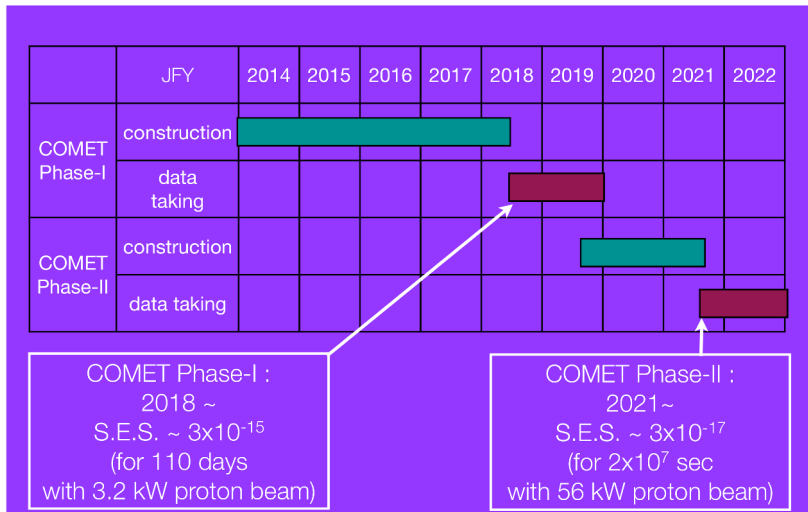 JFY 2014 2015 2016 2017 2018 2019 2020 2021 2022
COMET
Phase-I
construction
data
taking
COMET
Phase-II
construction
data taking
COMET Phase-I :
2018 ~
S.E.S. ~ 3x10⁻¹⁵
(for 110 days
with 3.2 kW proton beam)
COMET Phase-II :
2021~
S.E.S. ~ 3x10⁻¹⁷
(for 2x10⁷ sec
with 56 kW proton beam)